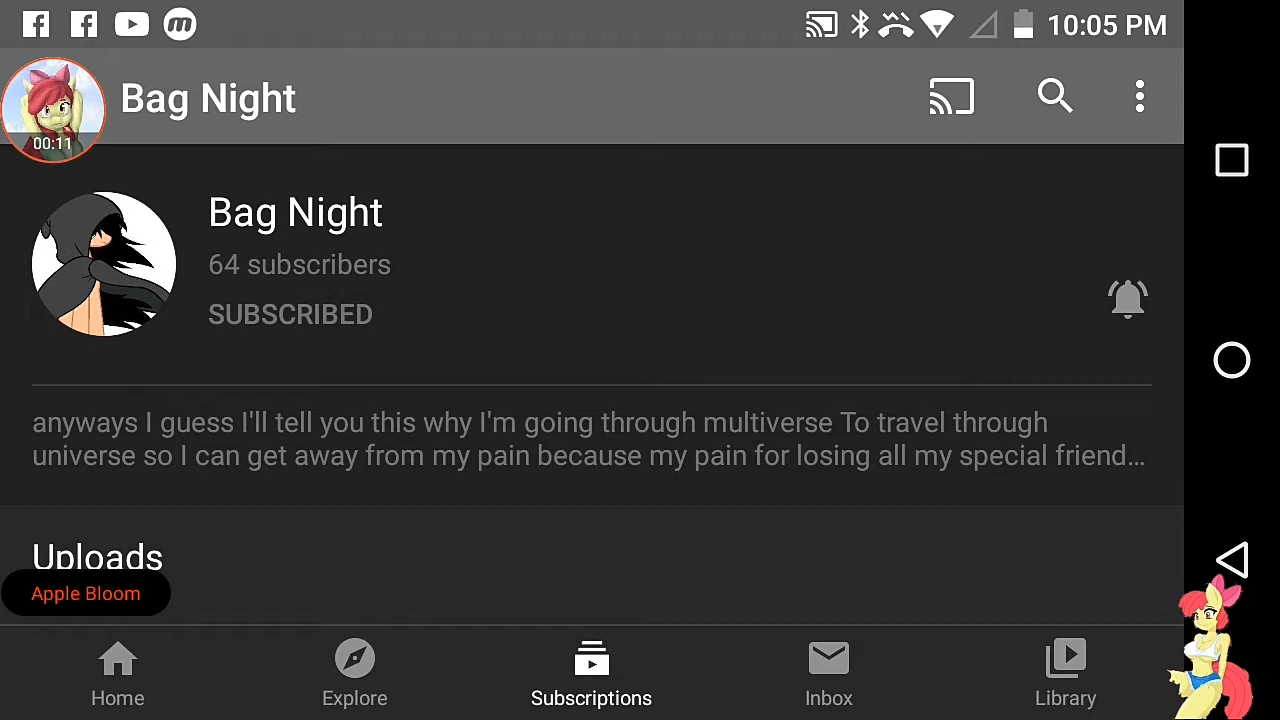 10:05 PM
Bag Night
00:11
Bag Night
64 subscribers
SUBSCRIBED
anyways I guess I'll tell you this why I'm going through multiverse To travel through
universe so I can get away from my pain because my pain for losing all my special friend...
Uploads
Apple Bloom
Home
Explore
Subscriptions
Inbox
Library